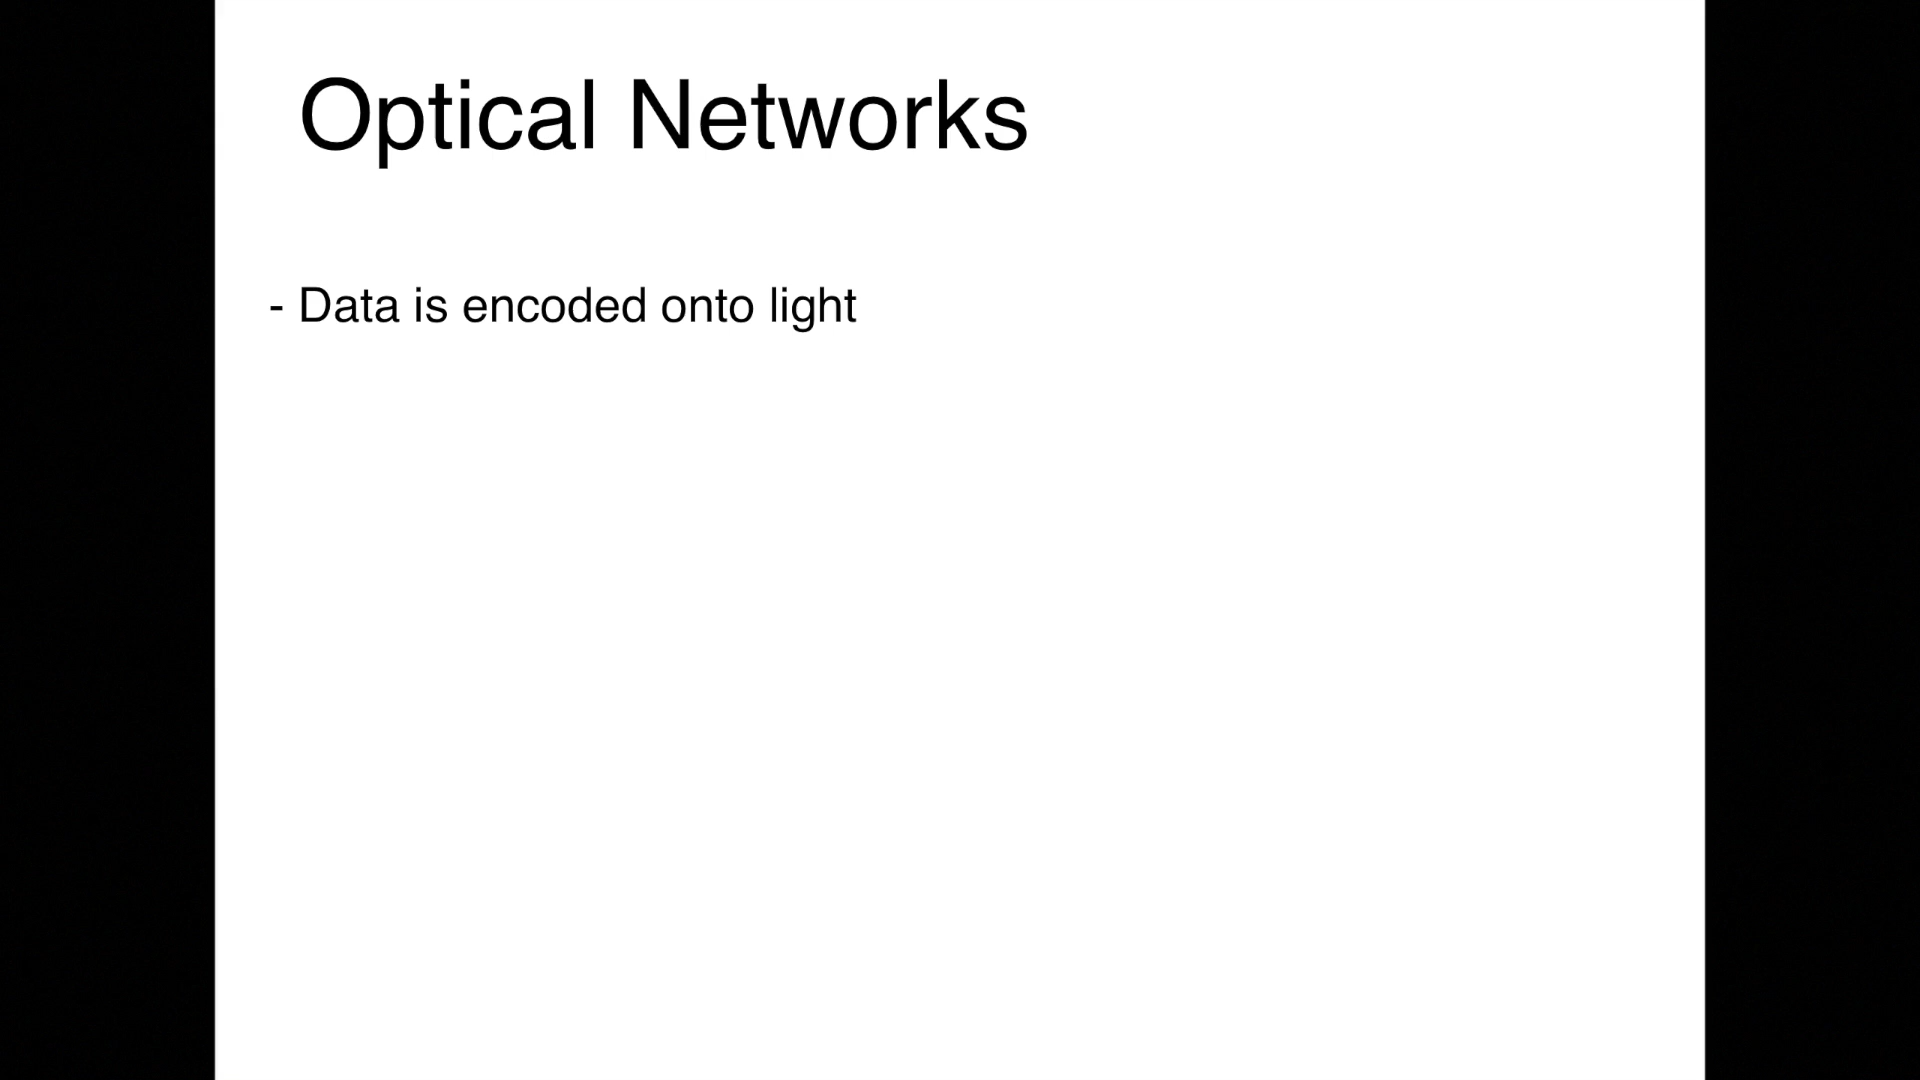 Optical Networks
- Data is encoded onto light